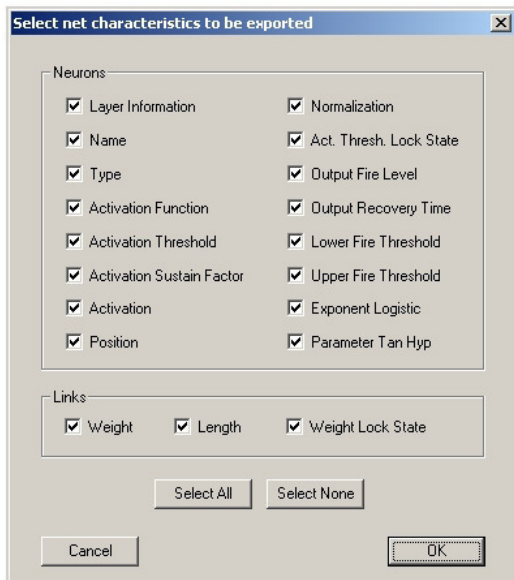 Select net characteristics to be exported
Neurons
Layer Information
Normalization
Name
Act. Thresh. Lock State
Type
Output Fire Level
Activation Function
Output Recovery Time
Activation Threshold
Lower Fire Threshold
Activation Sustain Factor
Upper Fire Threshold
Activation
Exponent Logistic
Position
Parameter Tan Hyp
Links
Weight
Length
Weight Lock State
Select All
Select None
Cancel
OK